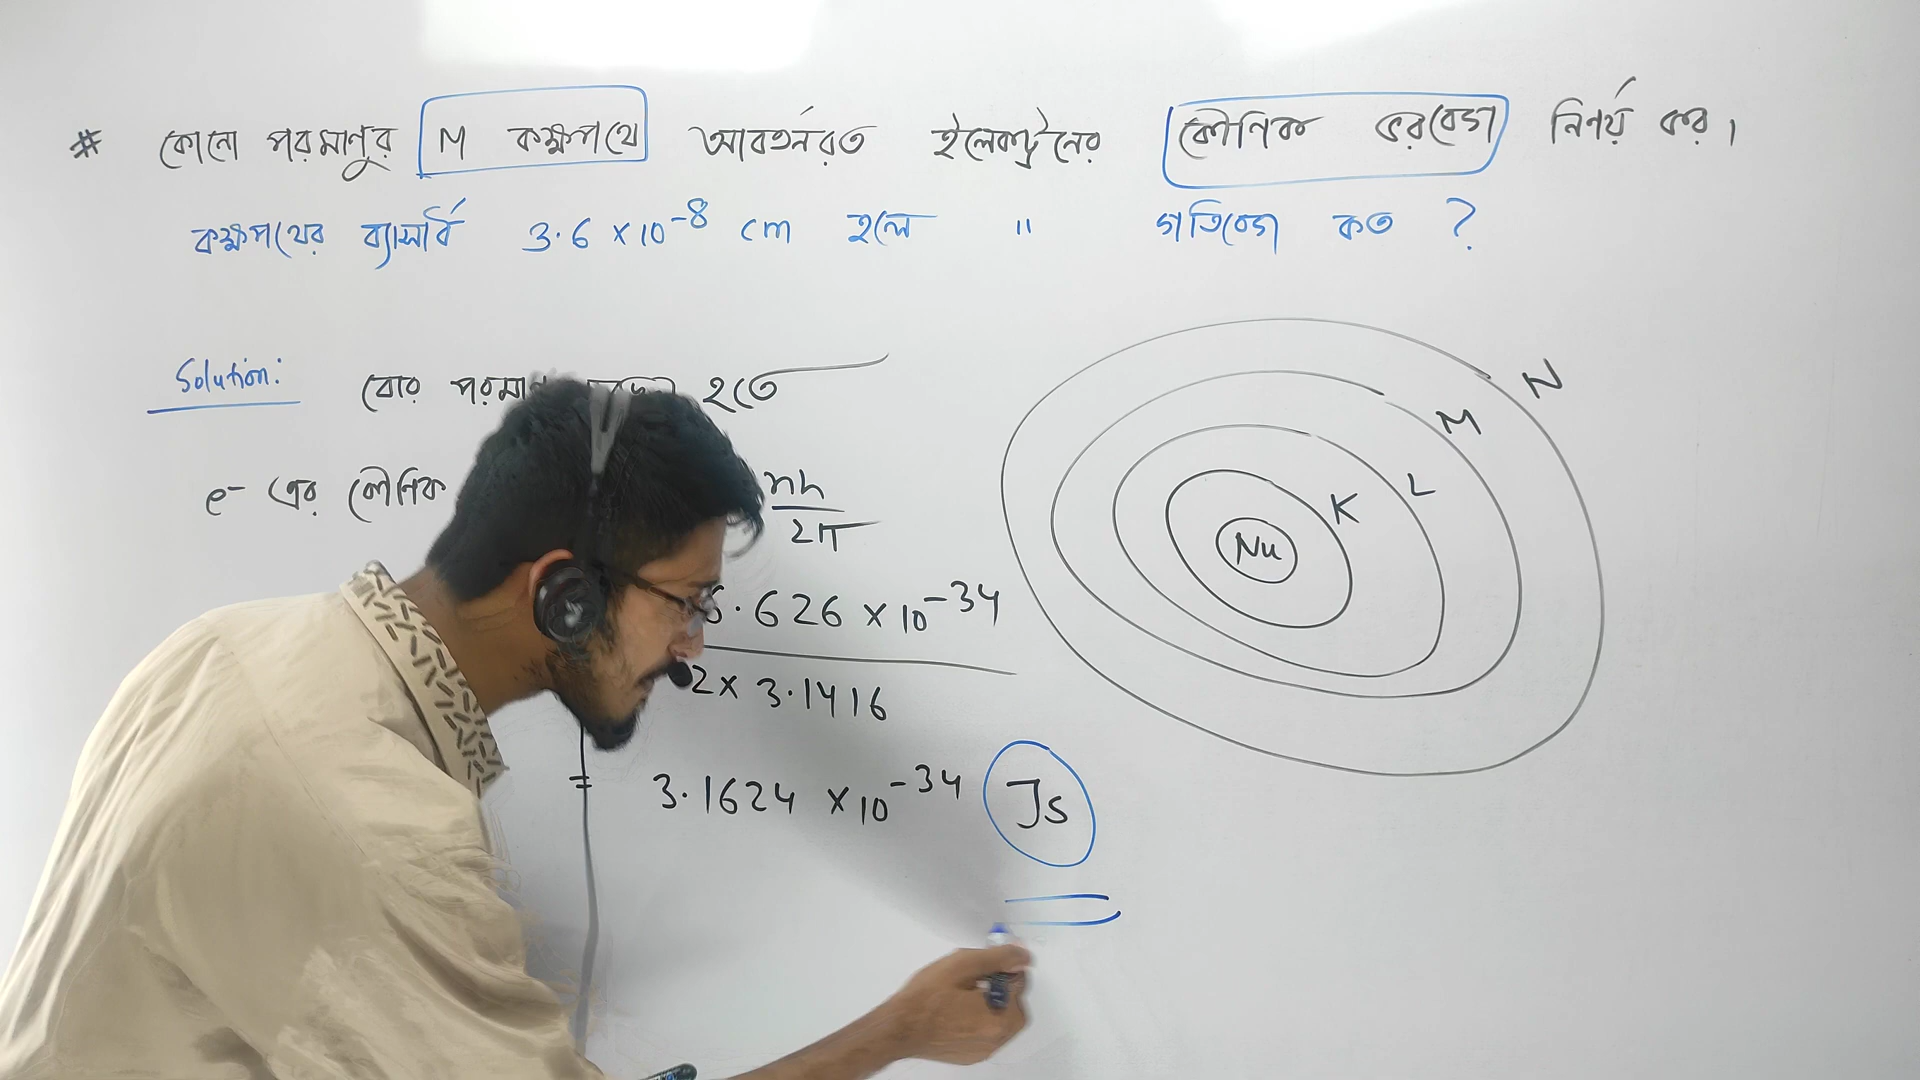 # কোনো পরমাণুর M কক্ষপথে আবর্তনরত ইলেকট্রনের কৌনিক ভরবেগ নির্ণয় কর।
কক্ষপথের ব্যাসার্ধ 3.6 × 10⁻⁸ cm হলে " গতিবেগ কত ?
Solution: বোর হতে
e⁻ এর কৌনিক nh/2π
6.626 × 10⁻³⁴
2 × 3.1416
= 3.1624 × 10⁻³⁴ Js
N
M
L
K
Nu